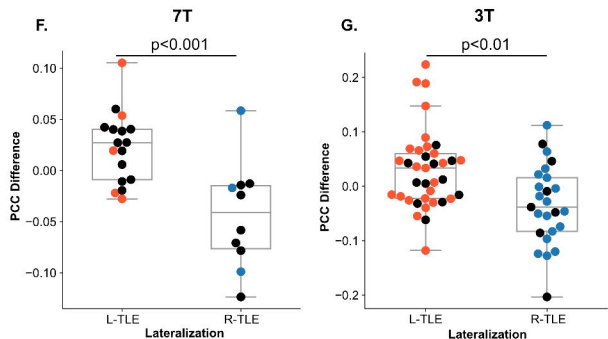 F.
7T
p<0.001
0.10
0.05
0.00
−0.05
−0.10
PCC Difference
L-TLE
R-TLE
Lateralization
G.
3T
p<0.01
0.2
0.1
0.0
−0.1
−0.2
PCC Difference
L-TLE
R-TLE
Lateralization